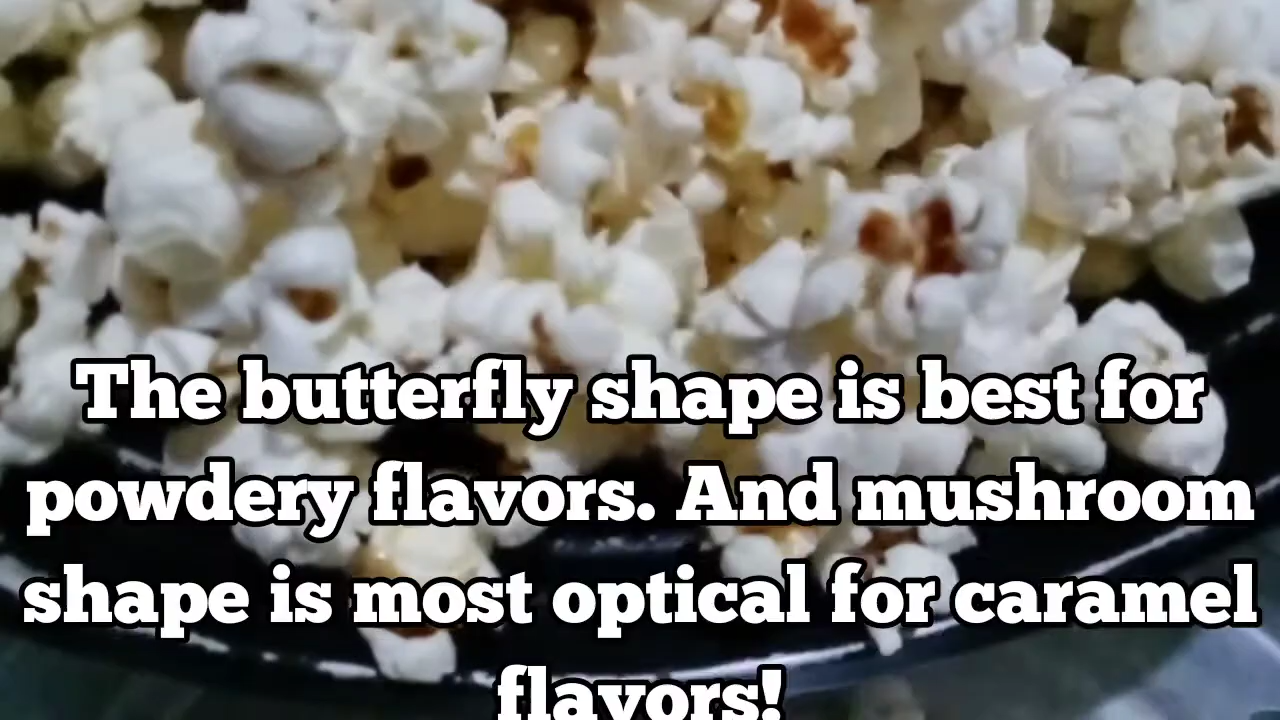 The butterfly shape is best for
powdery flavors. And mushroom
shape is most optical for caramel
flavors!